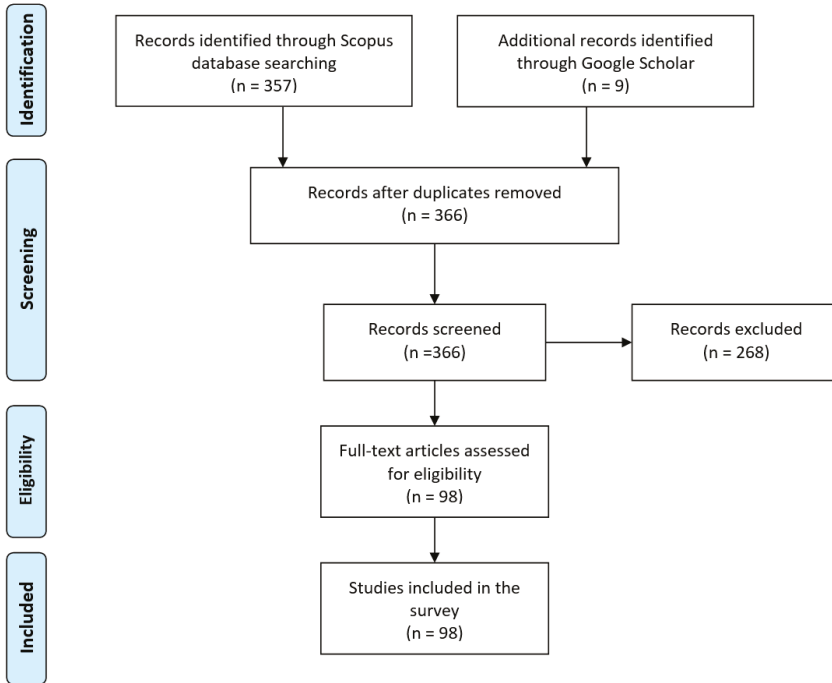 Identification
Records identified through Scopus
database searching
(n = 357)
Additional records identified
through Google Scholar
(n = 9)
Screening
Records after duplicates removed
(n = 366)
Records screened
(n =366)
Records excluded
(n = 268)
Eligibility
Full-text articles assessed
for eligibility
(n = 98)
Included
Studies included in the
survey
(n = 98)